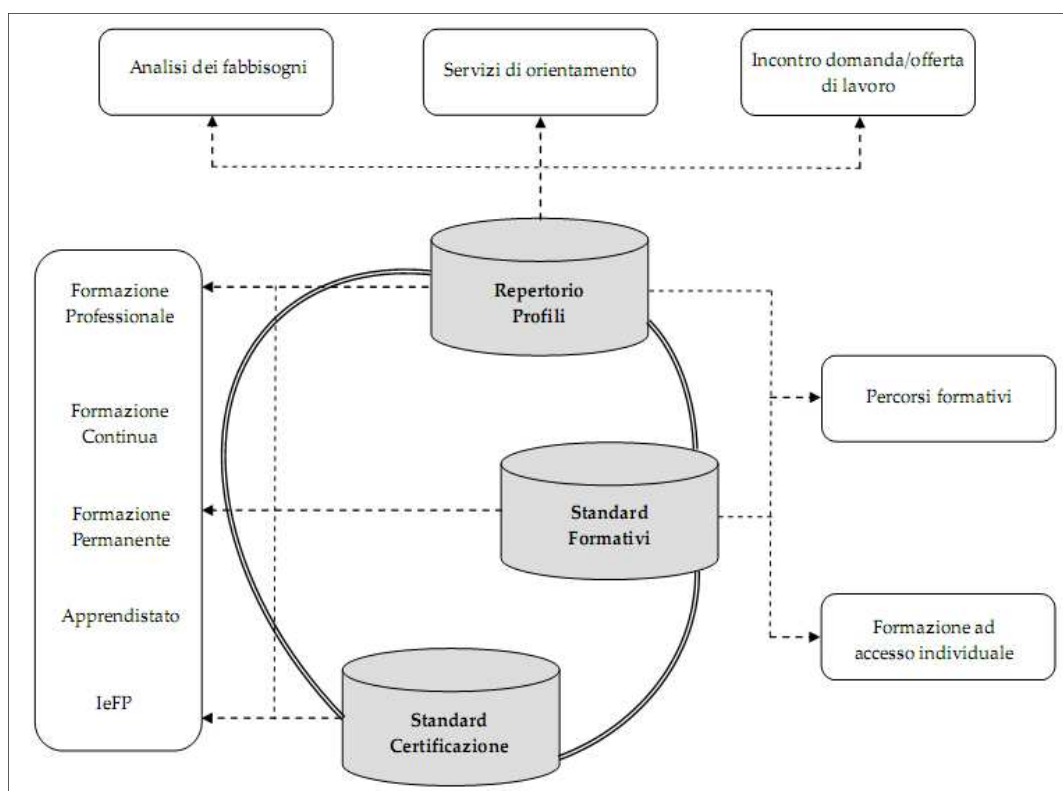 Analisi dei fabbisogni
Servizi di orientamento
Incontro domanda/offerta
di lavoro
Repertorio
Profili
Formazione
Professionale
Formazione
Continua
Formazione
Permanente
Apprendistato
IeFP
Percorsi formativi
Standard
Formativi
Formazione ad
accesso individuale
Standard
Certificazione